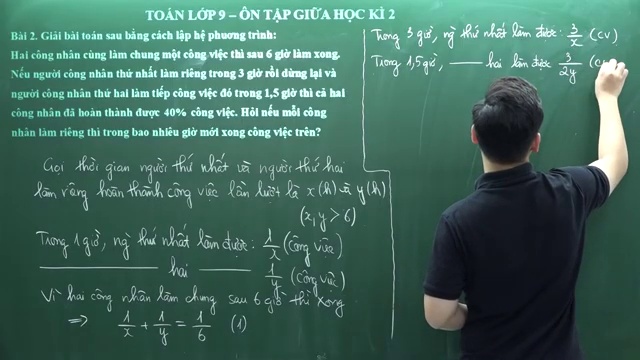 TOÁN LỚP 9 – ÔN TẬP GIỮA HỌC KÌ 2
Bài 2. Giải bài toán sau bằng cách lập hệ phương trình:
Hai công nhân cùng làm chung một công việc thì sau 6 giờ làm xong.
Nếu người công nhân thứ nhất làm riêng trong 3 giờ rồi dừng lại và
người công nhân thứ hai làm tiếp công việc đó trong 1,5 giờ thì cả hai
công nhân đã hoàn thành được 40% công việc. Hỏi nếu mỗi công
nhân làm riêng thì trong bao nhiêu giờ mới xong công việc trên?
Gọi thời gian người thứ nhất và người thứ hai
làm riêng hoàn thành công việc lần lượt là x(h) và y(h)
(x, y > 6)
Trong 1 giờ, ng thứ nhất làm được: 1/x (công việc)
——— hai ——— 1/y (công việc)
Vì hai công nhân làm chung sau 6 giờ thì xong
⇒ 1/x + 1/y = 1/6 (1)
Trong 3 giờ, ng thứ nhất làm được: 3/x (CV)
Trong 1,5 giờ, —— hai làm được 3/2y